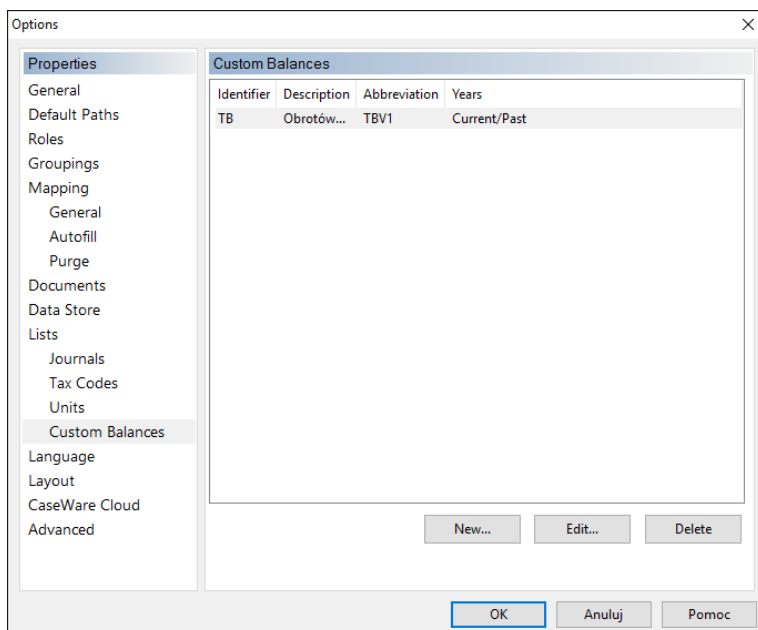 Options
Properties
General
Default Paths
Roles
Groupings
Mapping
General
Autofill
Purge
Documents
Data Store
Lists
Journals
Tax Codes
Units
Custom Balances
Language
Layout
CaseWare Cloud
Advanced
Custom Balances
Identifier Description Abbreviation Years
TB Obrotów... TBV1 Current/Past
New... Edit... Delete
OK Anuluj Pomoc